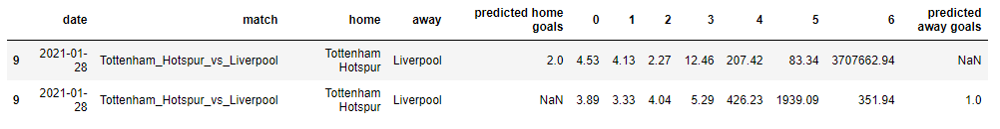 date match home away predicted home goals 0 1 2 3 4 5 6 predicted away goals
9 2021-01-28 Tottenham_Hotspur_vs_Liverpool Tottenham Hotspur Liverpool 2.0 4.53 4.13 2.27 12.46 207.42 83.34 3707662.94 NaN
9 2021-01-28 Tottenham_Hotspur_vs_Liverpool Tottenham Hotspur Liverpool NaN 3.89 3.33 4.04 5.29 426.23 1939.09 351.94 1.0